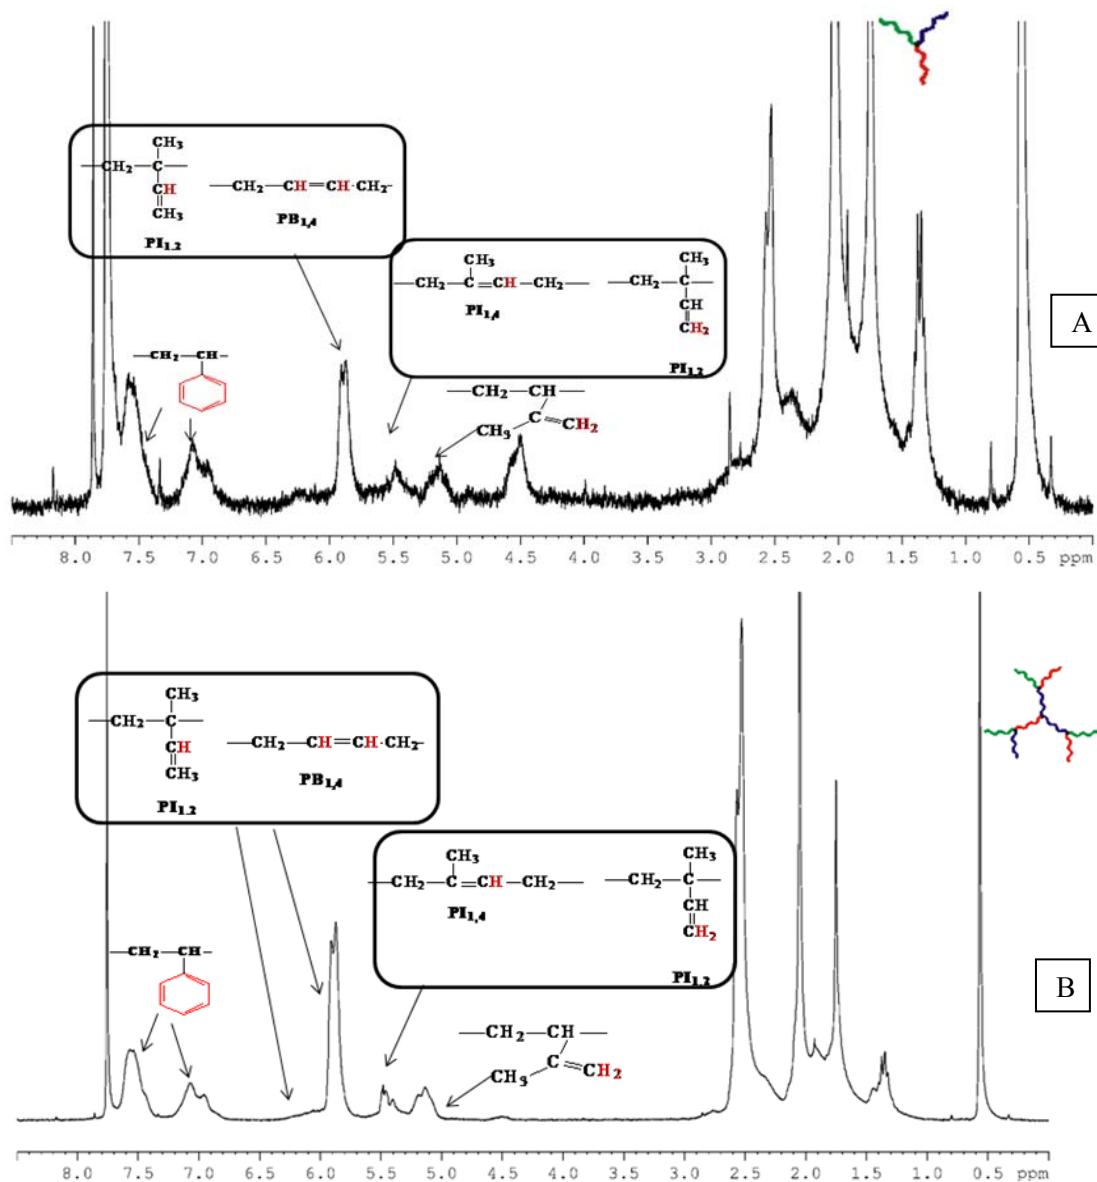 CH3
CH2 C
CH
CH3
PI1,2
CH2 CH CH CH2
PB1,4
CH3
CH2 C CH CH2
PI1,4
CH3
CH2 C
CH
CH2
PI1,2
A
CH2 CH
CH2 CH
C
CH3 CH2
8.0 7.5 7.0 6.5 6.0 5.5 5.0 4.5 4.0 3.5 3.0 2.5 2.0 1.5 1.0 0.5 ppm
CH3
CH2 C
CH
CH3
PI1,2
CH2 CH CH CH2
PB1,4
CH3
CH2 C CH CH2
PI1,4
CH3
CH2 C
CH
CH2
PI1,2
CH2 CH
B
CH2 CH
C
CH3 CH2
8.0 7.5 7.0 6.5 6.0 5.5 5.0 4.5 4.0 3.5 3.0 2.5 2.0 1.5 1.0 0.5 ppm